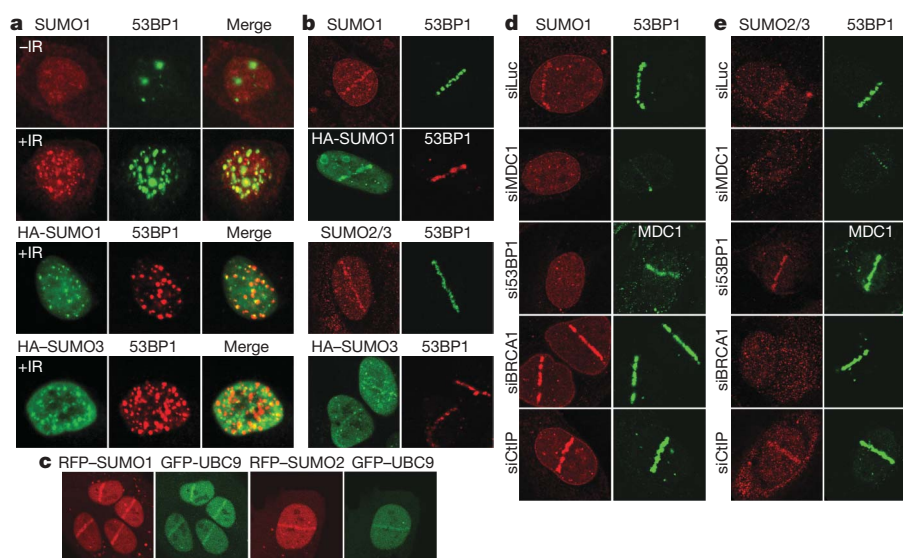 a
SUMO1 53BP1 Merge
–IR
+IR
HA-SUMO1 53BP1 Merge
+IR
HA–SUMO3 53BP1 Merge
+IR
b
SUMO1 53BP1
HA-SUMO1 53BP1
SUMO2/3 53BP1
HA–SUMO3 53BP1
c
RFP–SUMO1 GFP-UBC9 RFP–SUMO2 GFP–UBC9
d
SUMO1 53BP1
siLuc
siMDC1
MDC1
si53BP1
siBRCA1
siCtIP
e
SUMO2/3 53BP1
siLuc
siMDC1
MDC1
si53BP1
siBRCA1
siCtIP